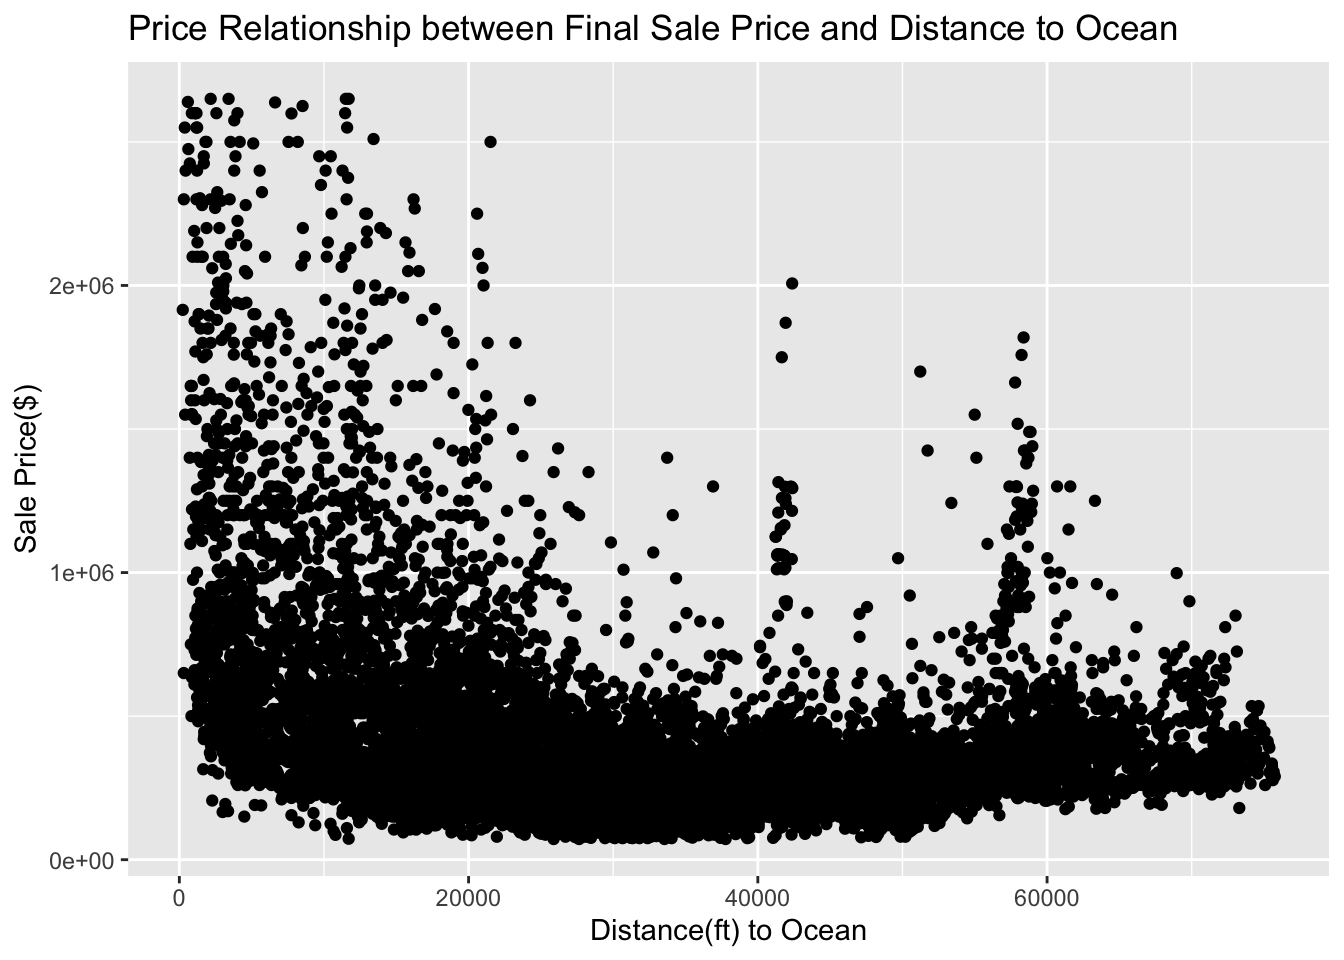 Price Relationship between Final Sale Price and Distance to Ocean
Sale Price($)
2e+06
1e+06
0e+00
0
20000
40000
60000
Distance(ft) to Ocean